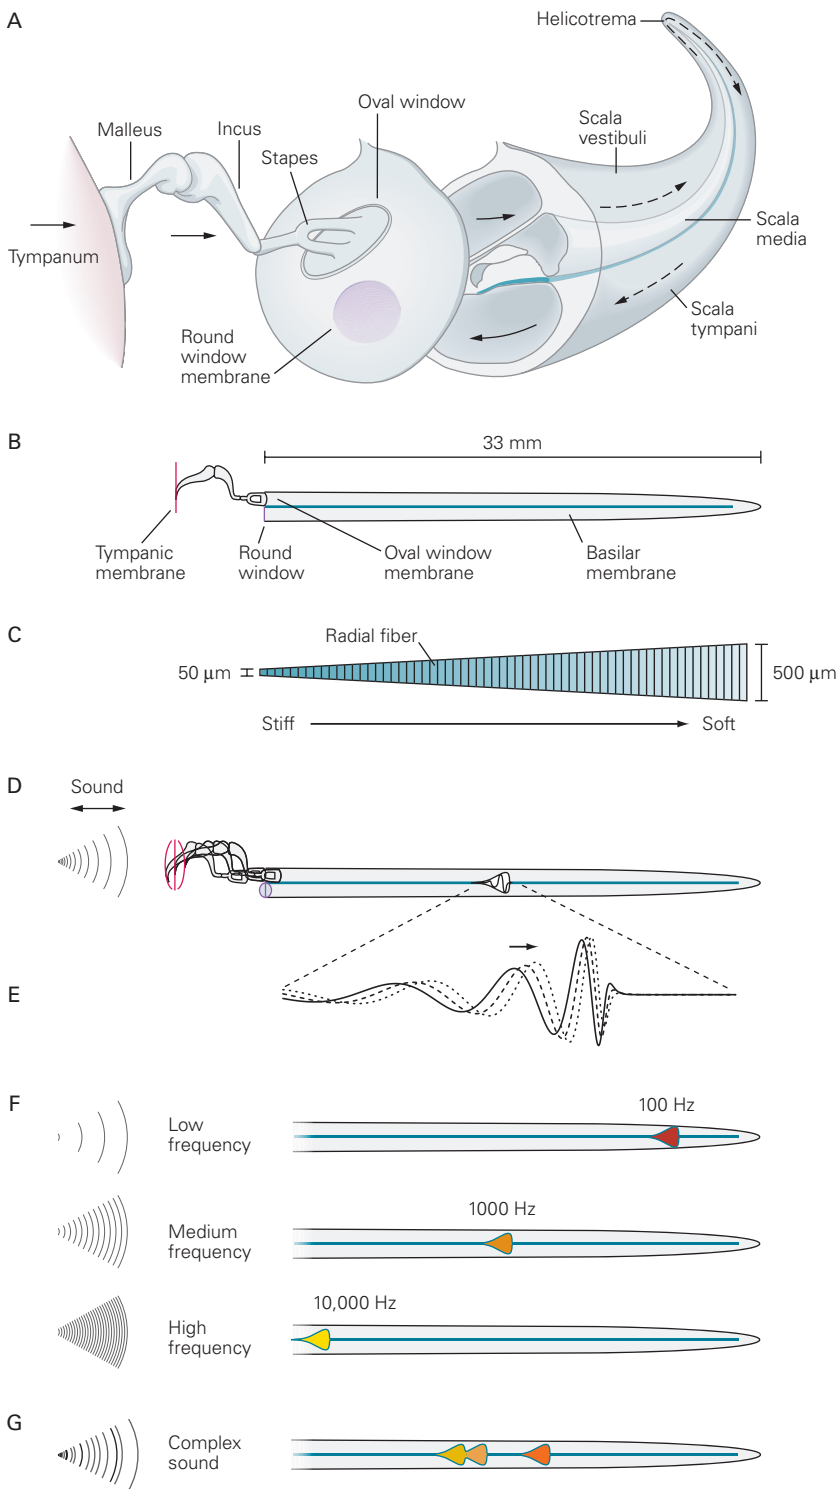 A
Helicotrema
Oval window
Malleus
Incus
Stapes
Scala
vestibuli
Tympanum
Scala
media
Scala
tympani
Round
window
membrane
B
33 mm
Tympanic
membrane
Round
window
Oval window
membrane
Basilar
membrane
C
Radial fiber
50 μm
500 μm
Stiff
Soft
D
Sound
E
F
Low
frequency
100 Hz
Medium
frequency
1000 Hz
High
frequency
10,000 Hz
G
Complex
sound